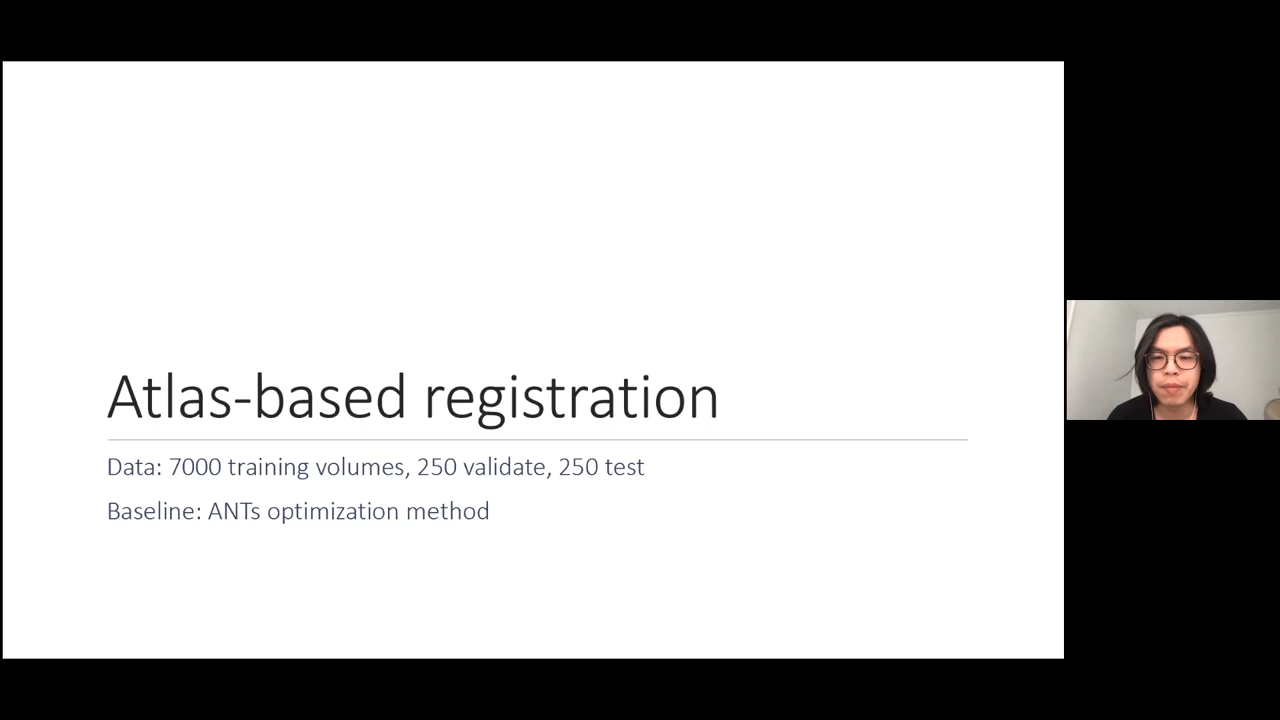 Atlas-based registration
Data: 7000 training volumes, 250 validate, 250 test
Baseline: ANTs optimization method